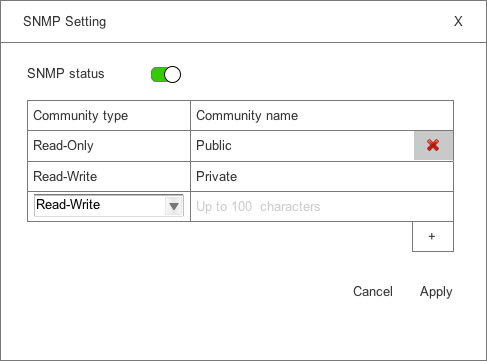 SNMP Setting X
SNMP status
Community type Community name
Read-Only Public
Read-Write Private
Read-Write Up to 100 characters
+
Cancel Apply